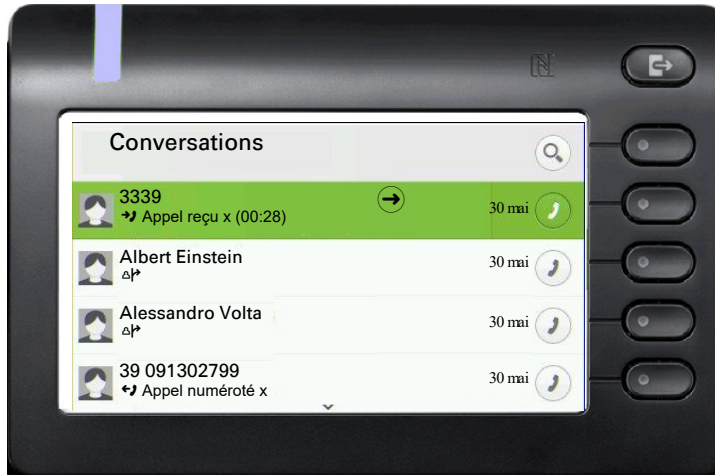 Conversations
3339
Appel reçu x (00:28)
30 mai
Albert Einstein
30 mai
Alessandro Volta
30 mai
39 091302799
Appel numéroté x
30 mai